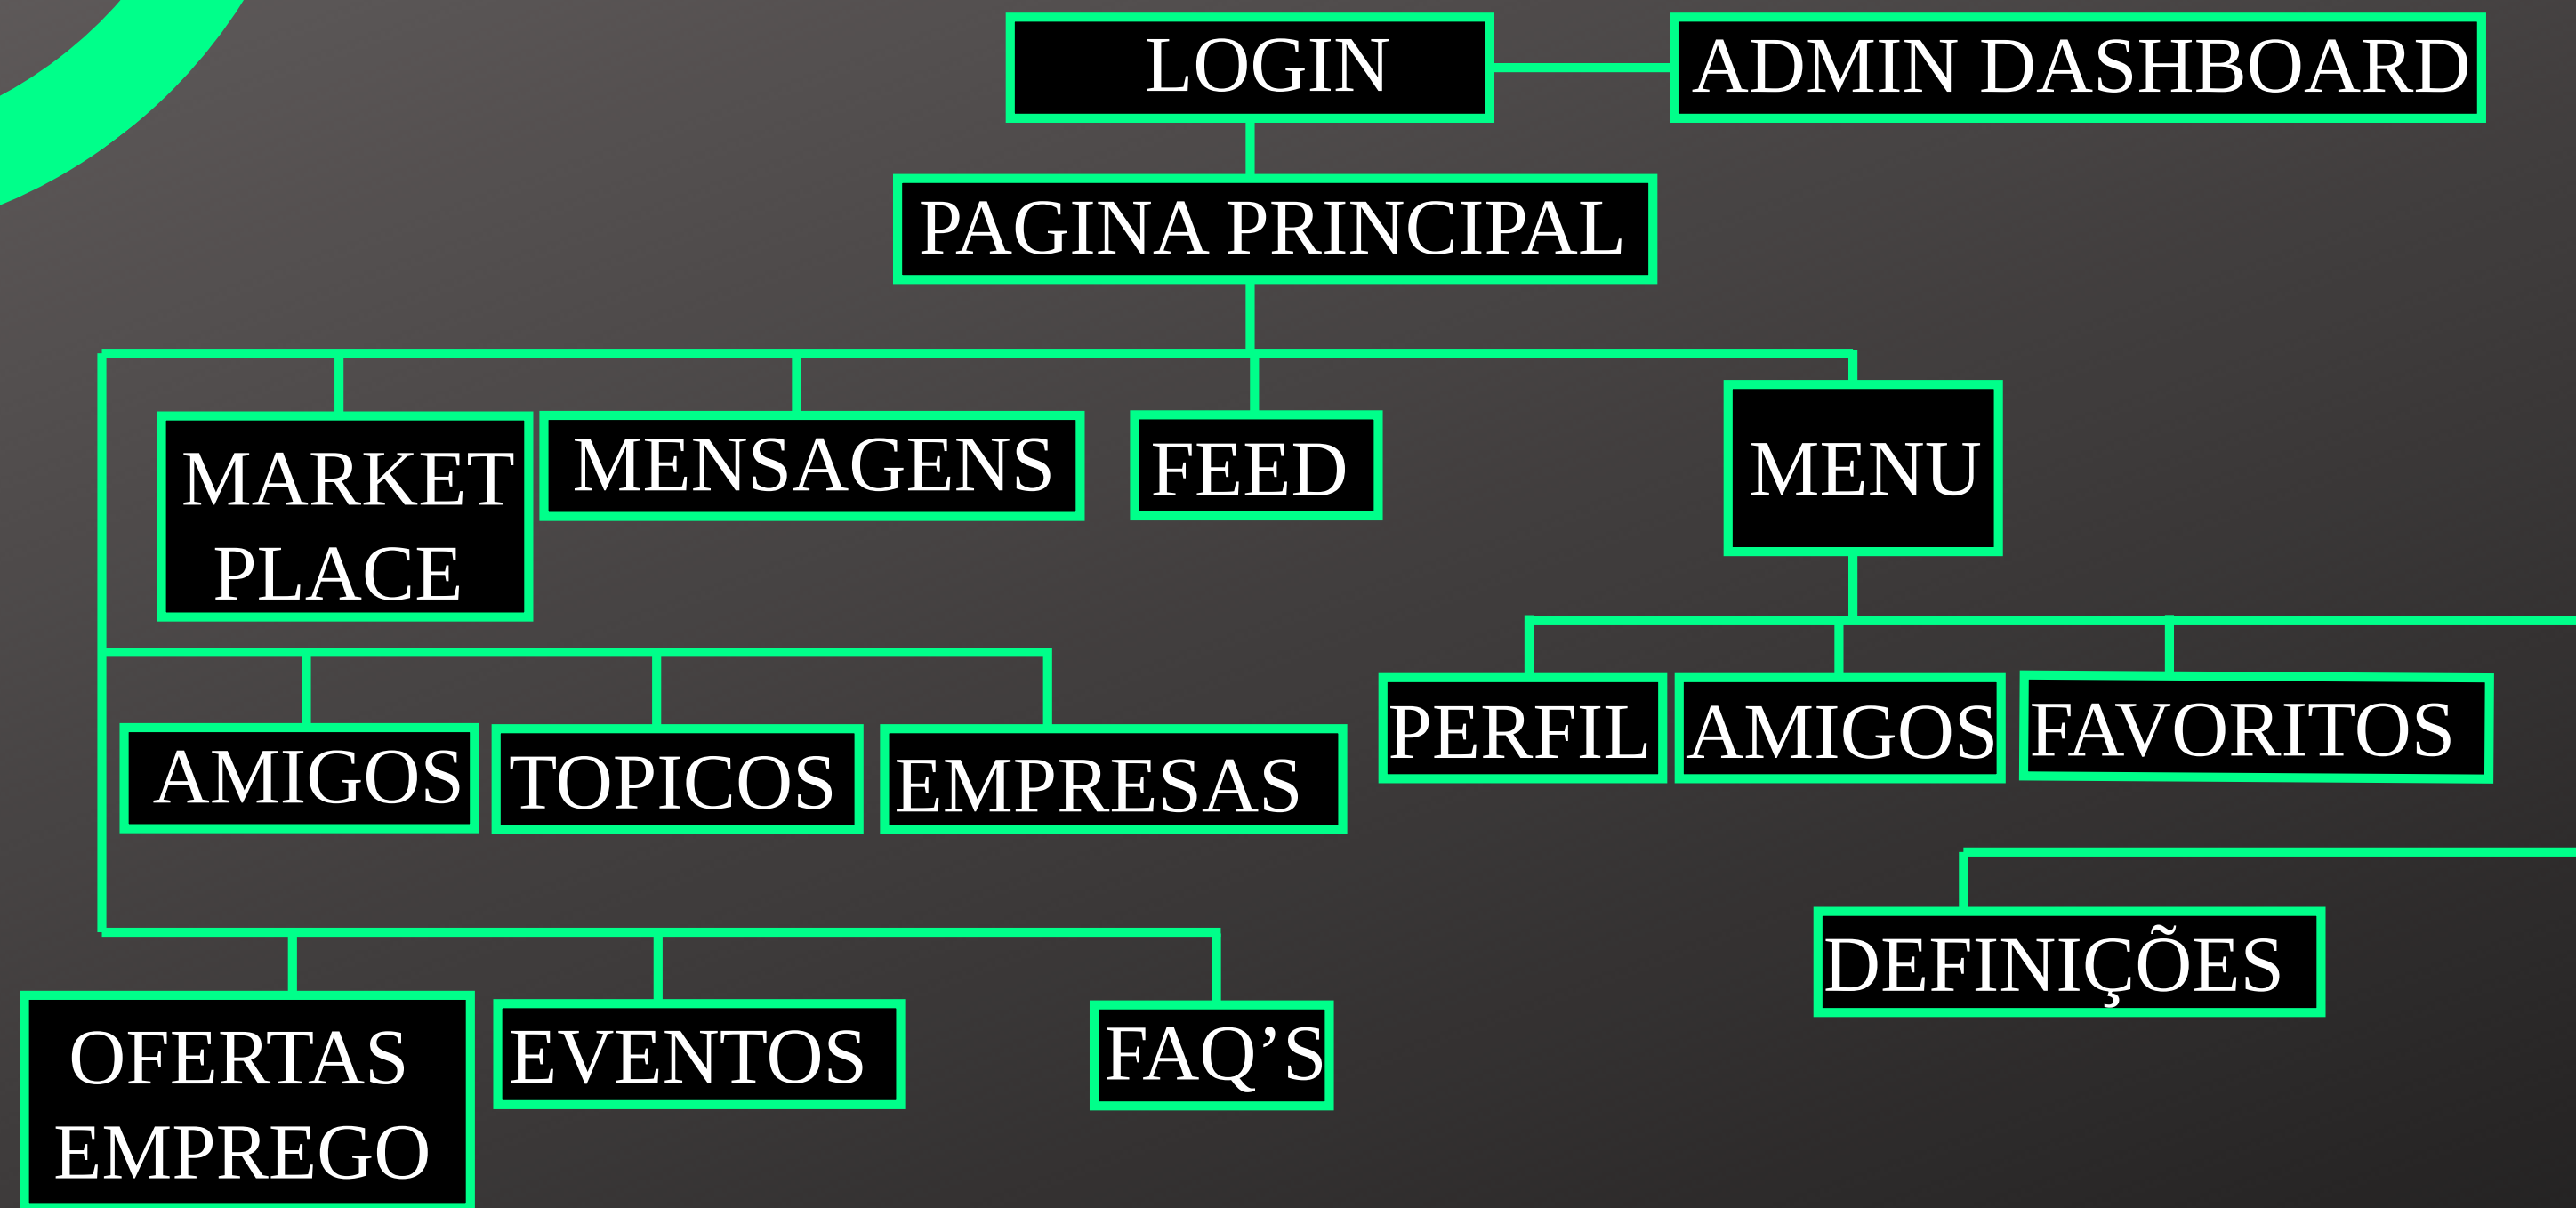 LOGIN
ADMIN DASHBOARD
PAGINA PRINCIPAL
MARKET
PLACE
MENSAGENS
FEED
MENU
AMIGOS
TOPICOS
EMPRESAS
PERFIL
AMIGOS
FAVORITOS
DEFINIÇÕES
OFERTAS
EMPREGO
EVENTOS
FAQ’S